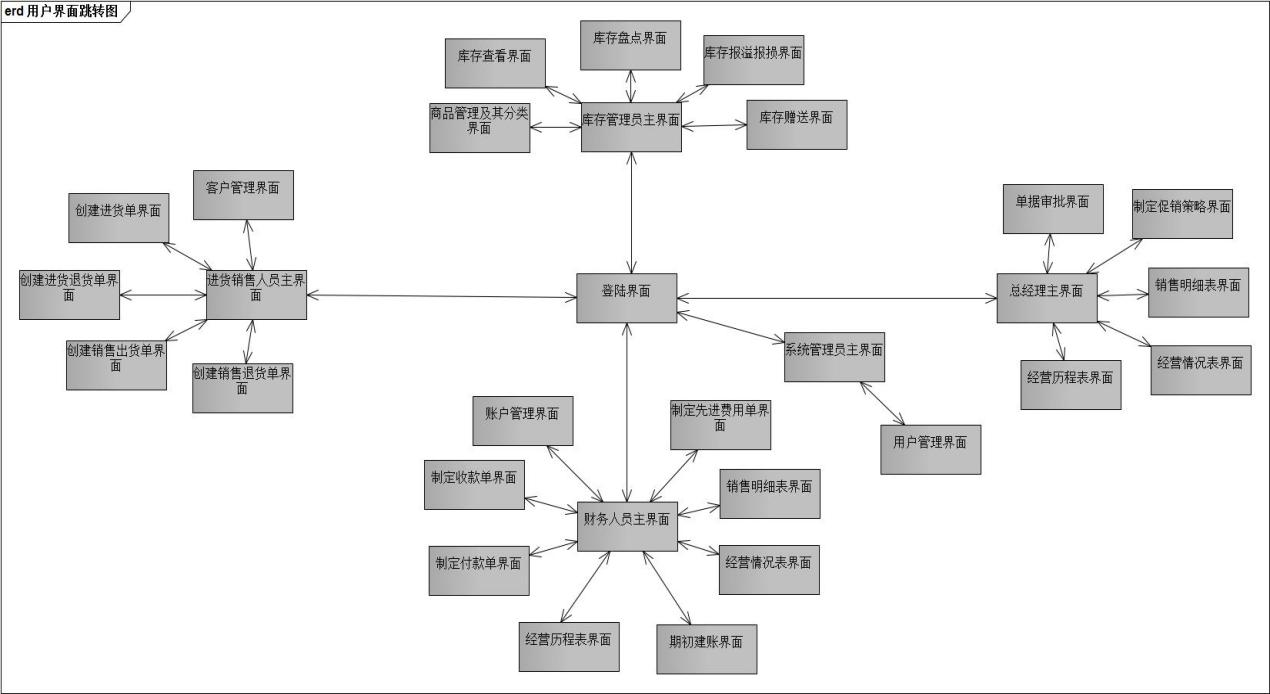 erd 用户界面跳转图
库存盘点界面
库存查看界面
库存报溢报损界面
商品管理及其分类
界面
库存管理员主界面
库存赠送界面
客户管理界面
创建进货单界面
单据审批界面
制定促销策略界面
创建进货退货单界
面
进货销售人员主界
面
登陆界面
总经理主界面
销售明细表界面
创建销售出货单界
面
创建销售退货单界
面
系统管理员主界面
经营历程表界面
经营情况表界面
账户管理界面
制定先进费用单界
面
用户管理界面
制定收款单界面
销售明细表界面
财务人员主界面
制定付款单界面
经营情况表界面
经营历程表界面
期初建账界面